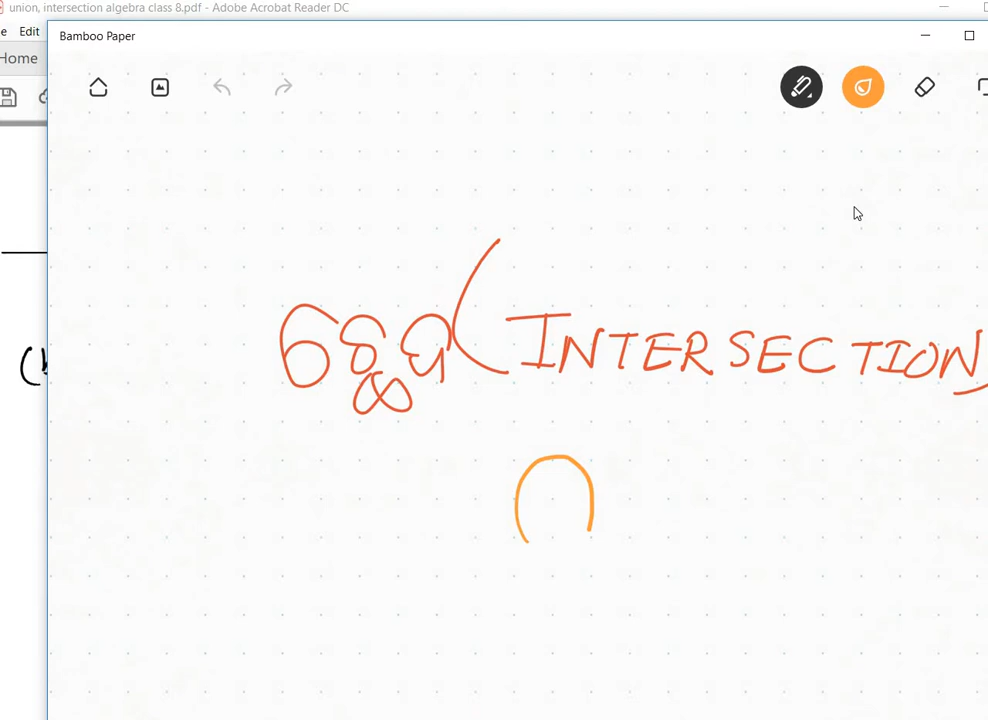 union, intersection algebra class 8.pdf - Adobe Acrobat Reader DC
Edit
Bamboo Paper
Home
ଛେଦ (INTERSECTION)
∩